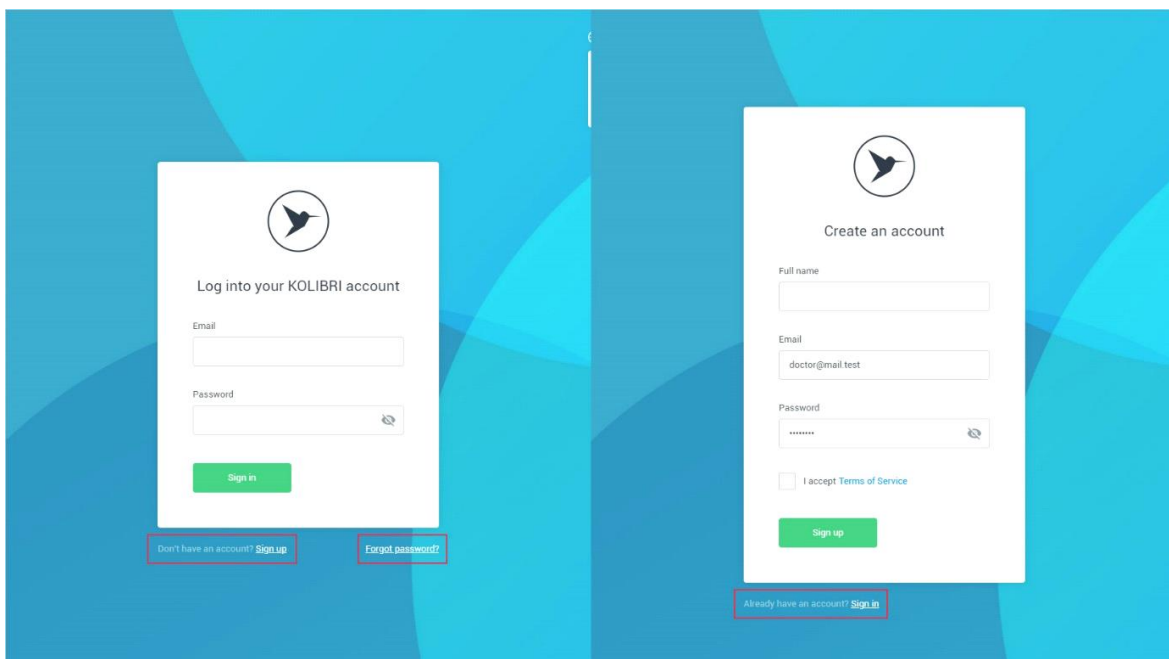 Log into your KOLIBRI account
Email
Password
Sign in
Don't have an account? Sign up
Forgot password?
Create an account
Full name
Email
doctor@mail.test
Password
••••••••
I accept Terms of Service
Sign up
Already have an account? Sign in